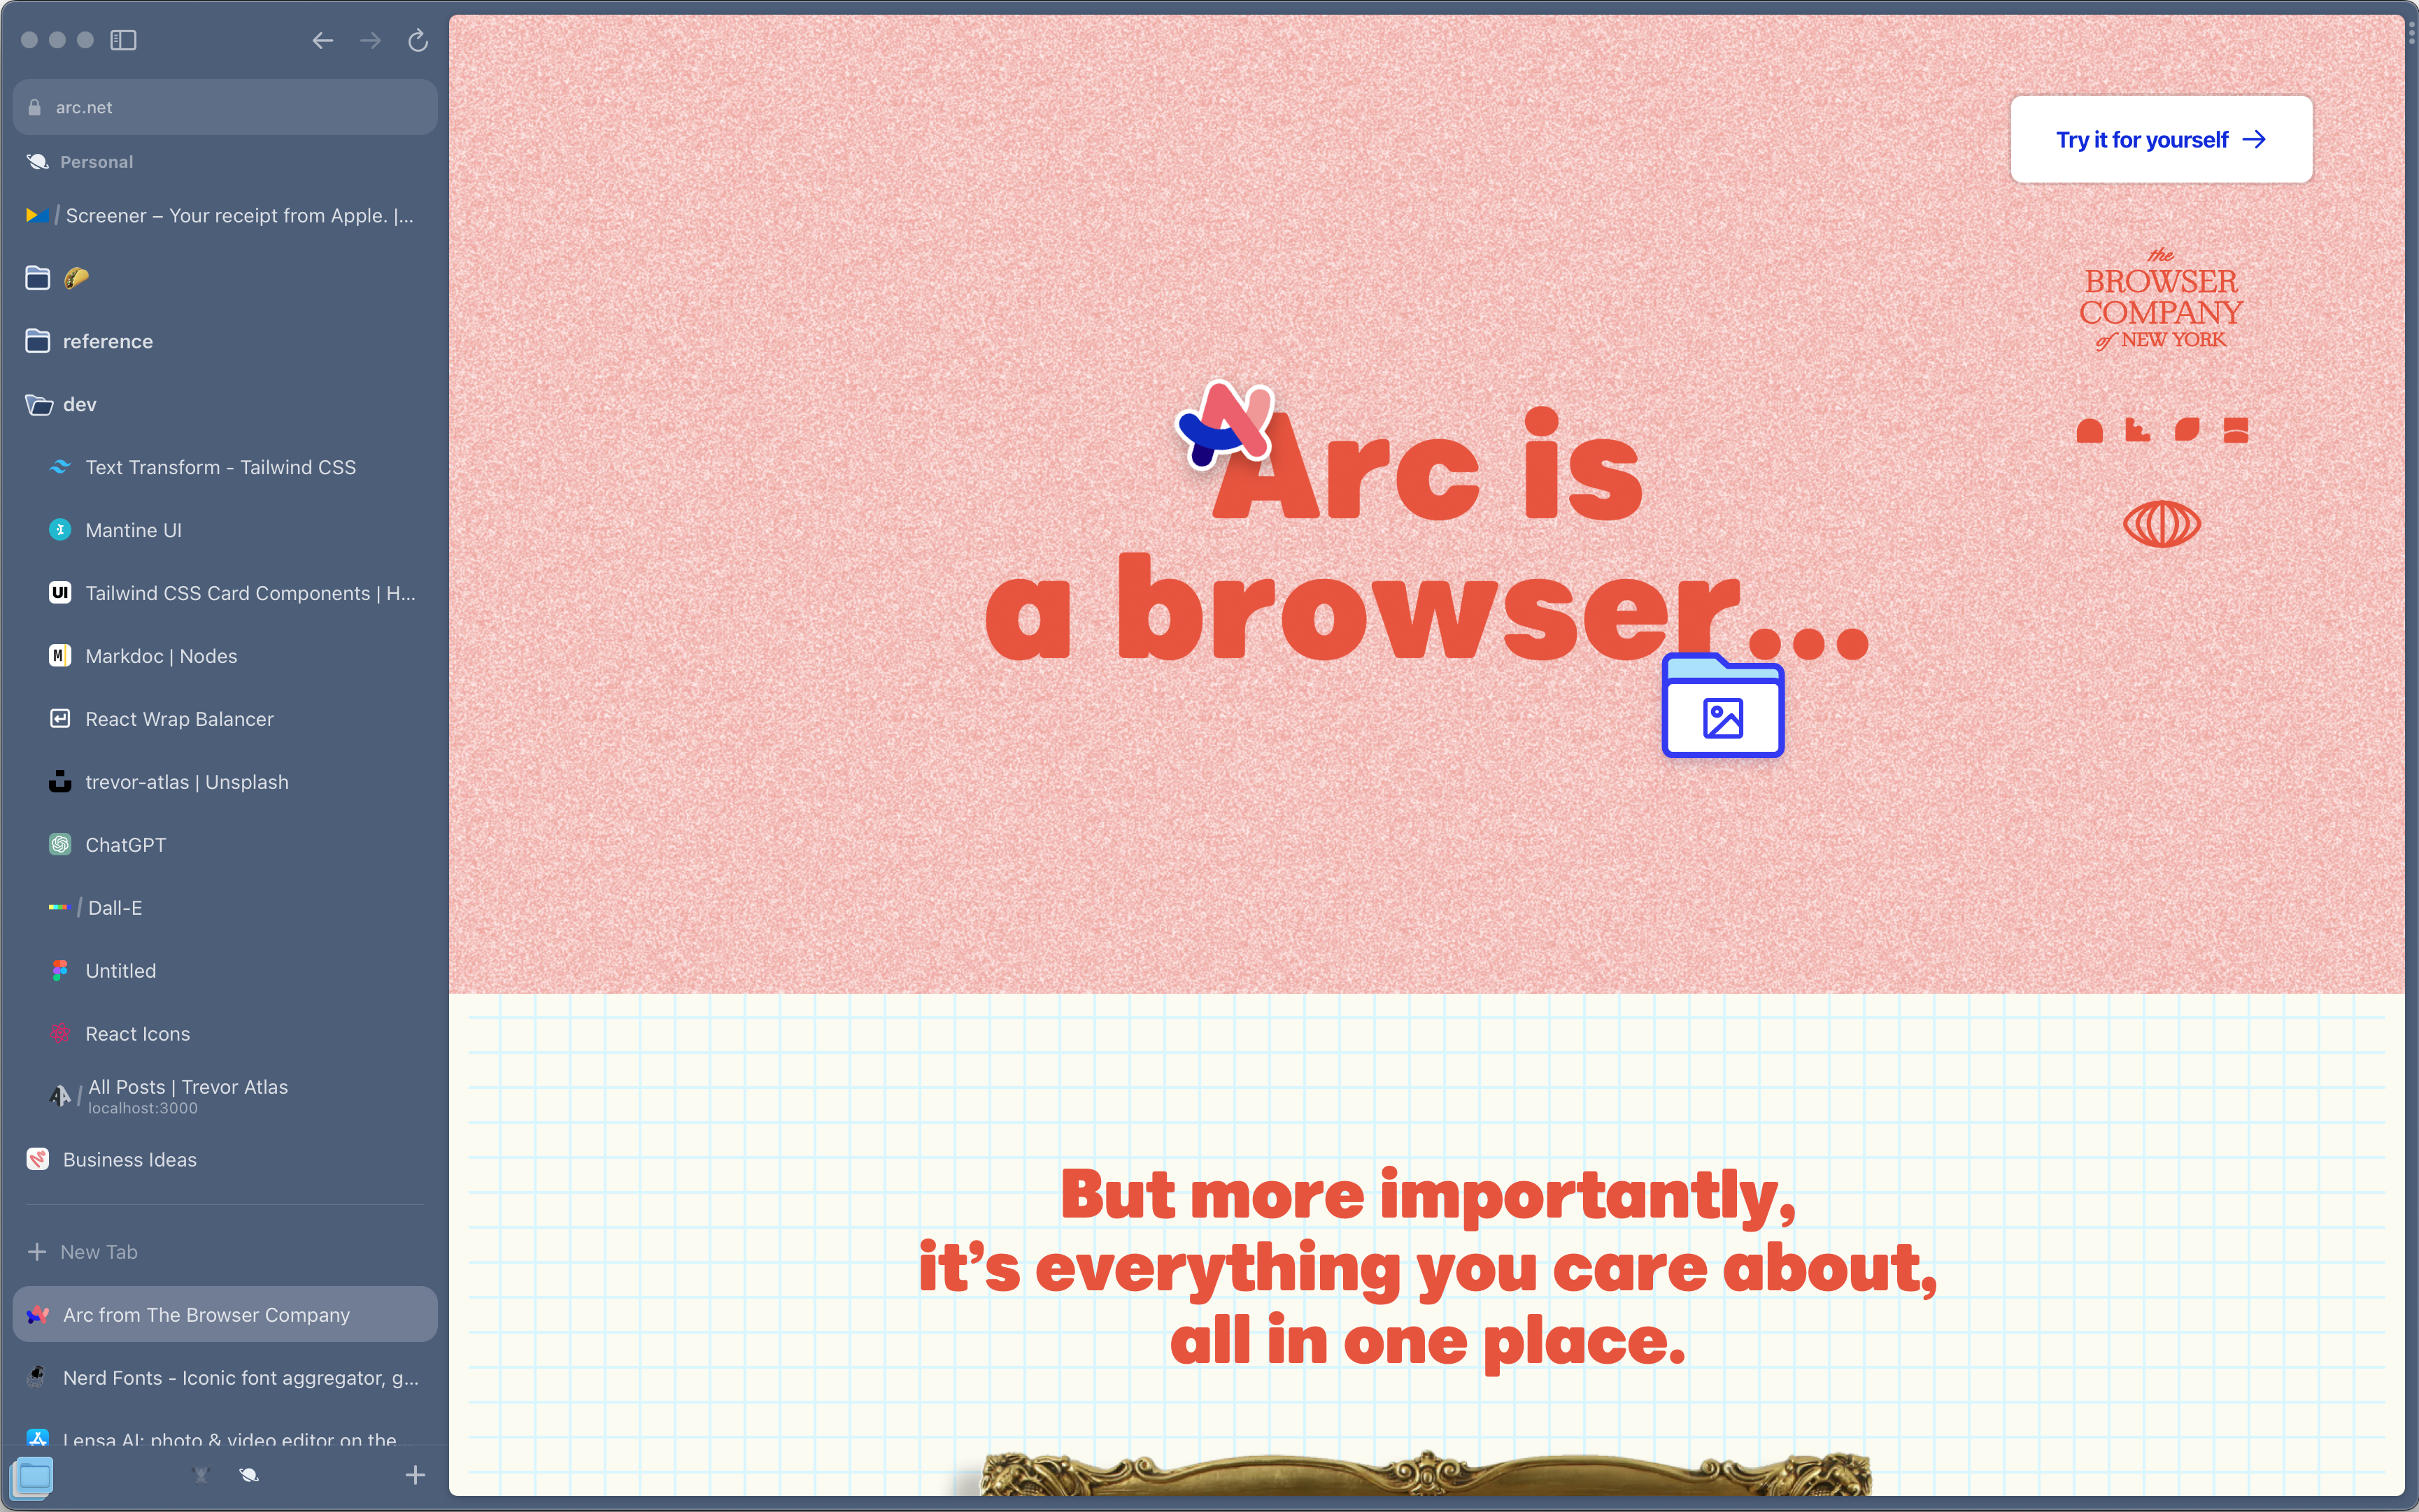 arc.net
Personal
/ Screener – Your receipt from Apple. |...
reference
dev
Text Transform - Tailwind CSS
Mantine UI
UI Tailwind CSS Card Components | H...
M Markdoc | Nodes
React Wrap Balancer
trevor-atlas | Unsplash
ChatGPT
/ Dall-E
Untitled
React Icons
/ All Posts | Trevor Atlas
localhost:3000
Business Ideas
New Tab
Arc from The Browser Company
Nerd Fonts - Iconic font aggregator, g...
Lensa AI: photo & video editor on the
Try it for yourself →
the
BROWSER
COMPANY
of NEW YORK
Arc is
a browser...
But more importantly,
it’s everything you care about,
all in one place.